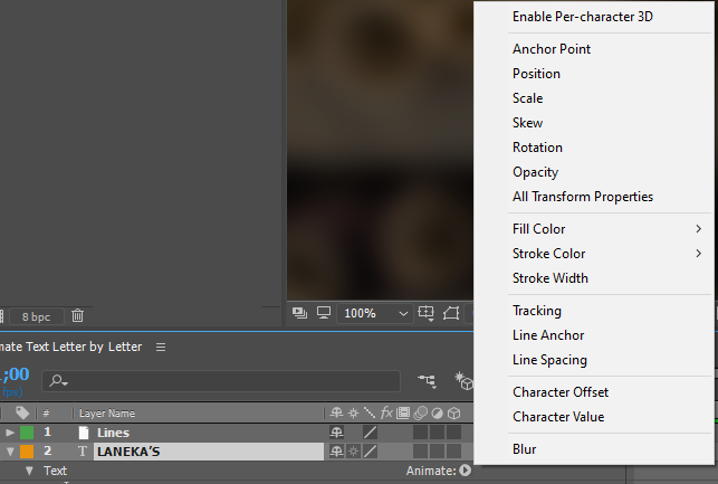 Enable Per-character 3D
Anchor Point
Position
Scale
Skew
Rotation
Opacity
All Transform Properties
Fill Color
Stroke Color
Stroke Width
Tracking
Line Anchor
Line Spacing
Character Offset
Character Value
Blur
8 bpc
100%
mate Text Letter by Letter
;00
fps)
# Layer Name
fx
1 Lines
2 T LANEKA'S
Text Animate: